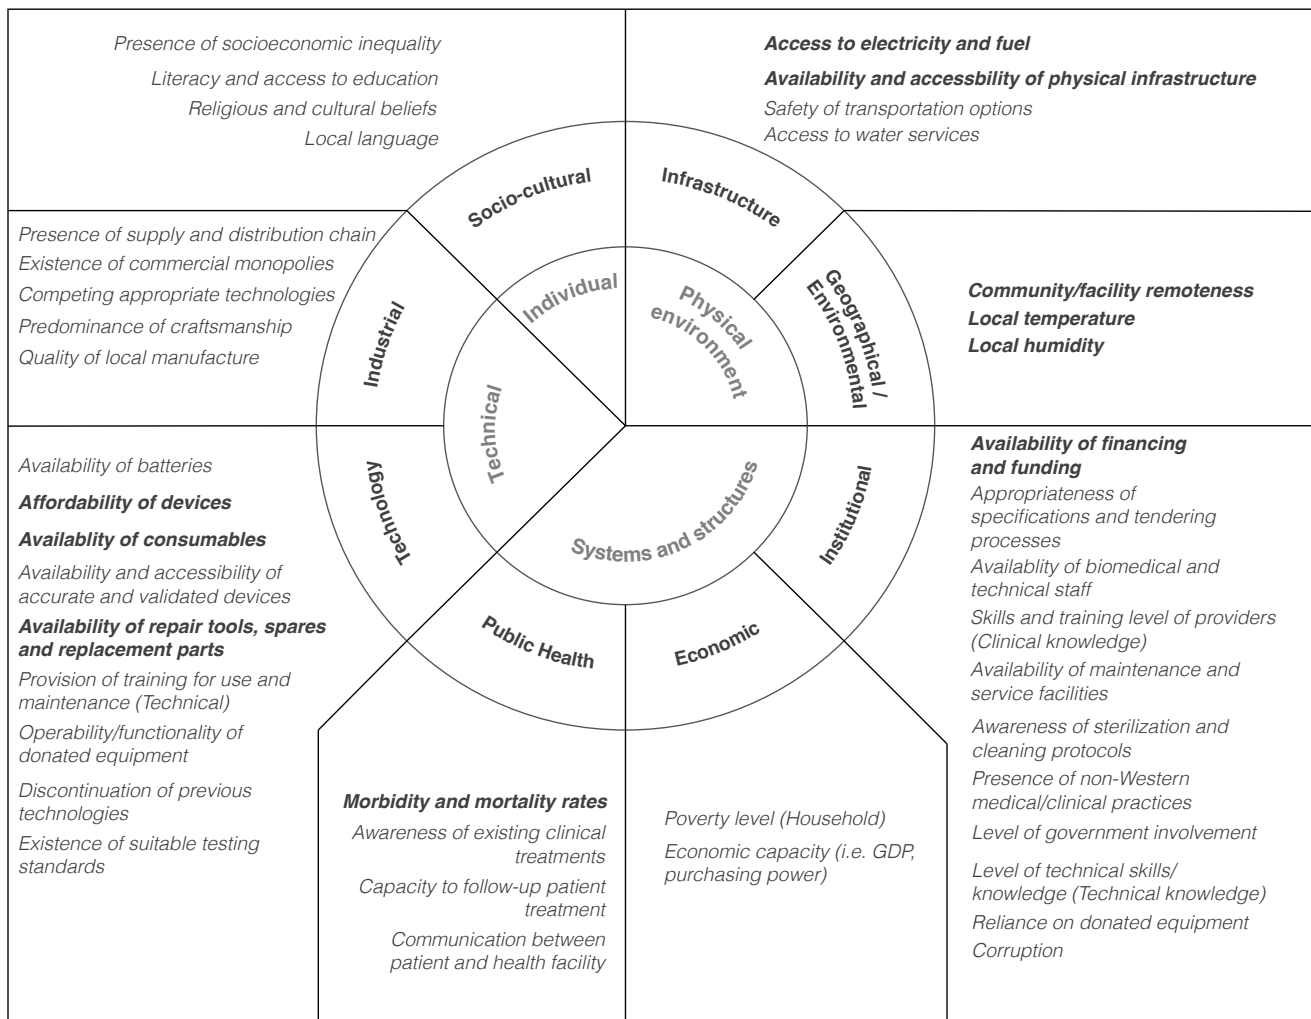 Presence of socioeconomic inequality
Literacy and access to education
Religious and cultural beliefs
Local language
Access to electricity and fuel
Availability and accessbility of physical infrastructure
Safety of transportation options
Access to water services
Socio-cultural
Infrastructure
Geographical /
Environmental
Industrial
Individual
Physical
environment
Technical
Systems and structures
Technology
Institutional
Public Health
Economic
Presence of supply and distribution chain
Existence of commercial monopolies
Competing appropriate technologies
Predominance of craftsmanship
Quality of local manufacture
Community/facility remoteness
Local temperature
Local humidity
Availability of batteries
Affordability of devices
Availablity of consumables
Availability and accessibility of
accurate and validated devices
Availability of repair tools, spares
and replacement parts
Provision of training for use and
maintenance (Technical)
Operability/functionality of
donated equipment
Discontinuation of previous
technologies
Existence of suitable testing
standards
Morbidity and mortality rates
Awareness of existing clinical
treatments
Capacity to follow-up patient
treatment
Communication between
patient and health facility
Poverty level (Household)
Economic capacity (i.e. GDP,
purchasing power)
Availability of financing
and funding
Appropriateness of
specifications and tendering
processes
Availablity of biomedical and
technical staff
Skills and training level of providers
(Clinical knowledge)
Availability of maintenance and
service facilities
Awareness of sterilization and
cleaning protocols
Presence of non-Western
medical/clinical practices
Level of government involvement
Level of technical skills/
knowledge (Technical knowledge)
Reliance on donated equipment
Corruption